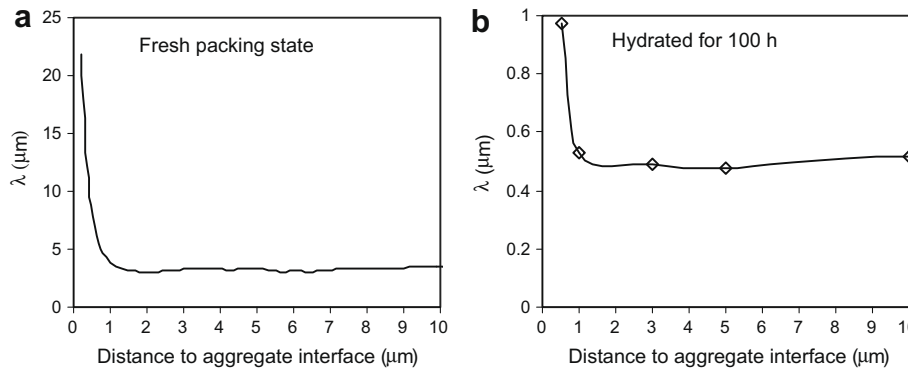 a
Fresh packing state
25
20
15
10
5
0
λ (μm)
0 1 2 3 4 5 6 7 8 9 10
Distance to aggregate interface (μm)
b
Hydrated for 100 h
1
0.8
0.6
0.4
0.2
0
λ (μm)
0 1 2 3 4 5 6 7 8 9
Distance to aggregate interface (μm)